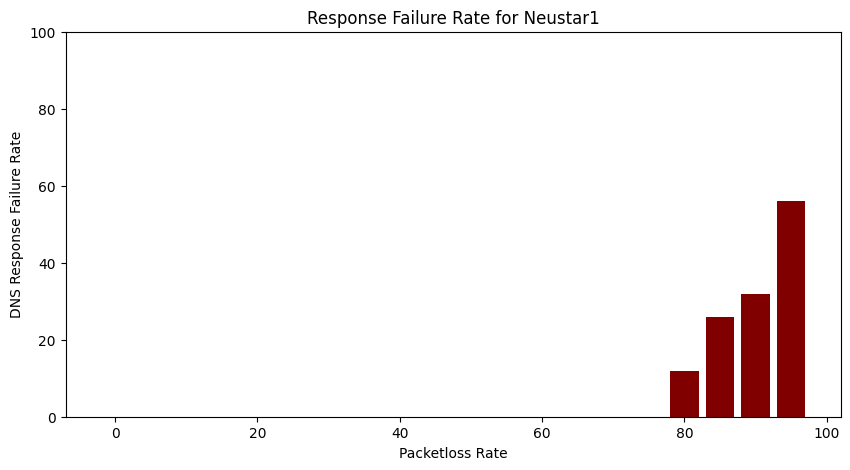 Response Failure Rate for Neustar1
100
80
60
40
20
0
DNS Response Failure Rate
0 20 40 60 80 100
Packetloss Rate